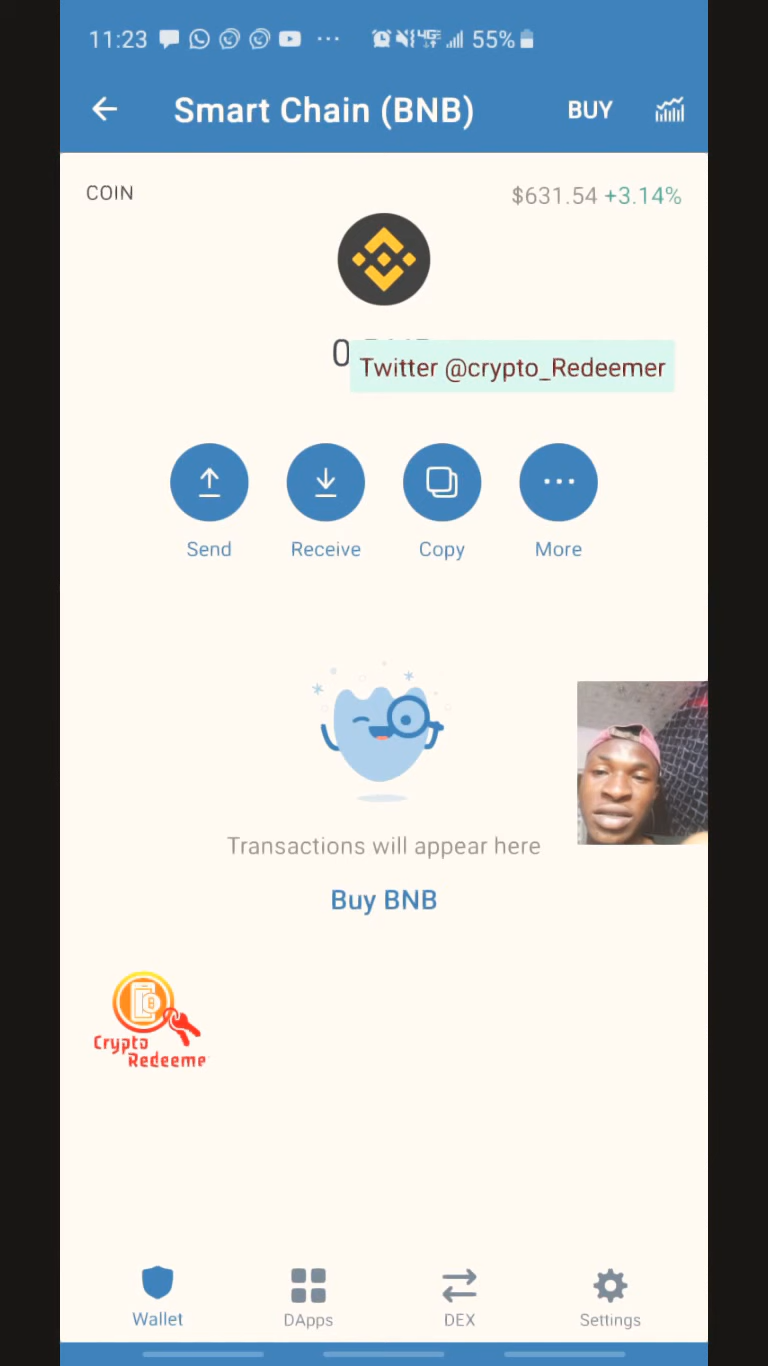 11:23 4G 55%
Smart Chain (BNB) BUY
COIN $631.54 +3.14%
0
Twitter @crypto_Redeemer
Send Receive Copy More
Transactions will appear here
Buy BNB
Crypto
Redeeme
Wallet DApps DEX Settings